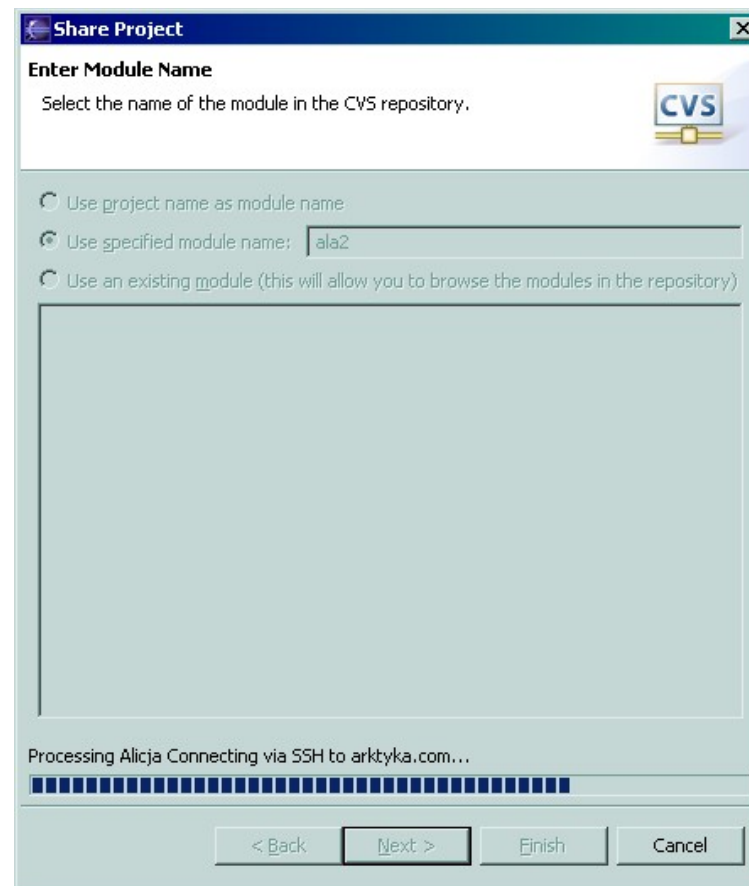 Share Project
Enter Module Name
Select the name of the module in the CVS repository.
CVS
Use project name as module name
Use specified module name: ala2
Use an existing module (this will allow you to browse the modules in the repository)
Processing Alicja Connecting via SSH to arktyka.com...
< Back Next > Finish Cancel